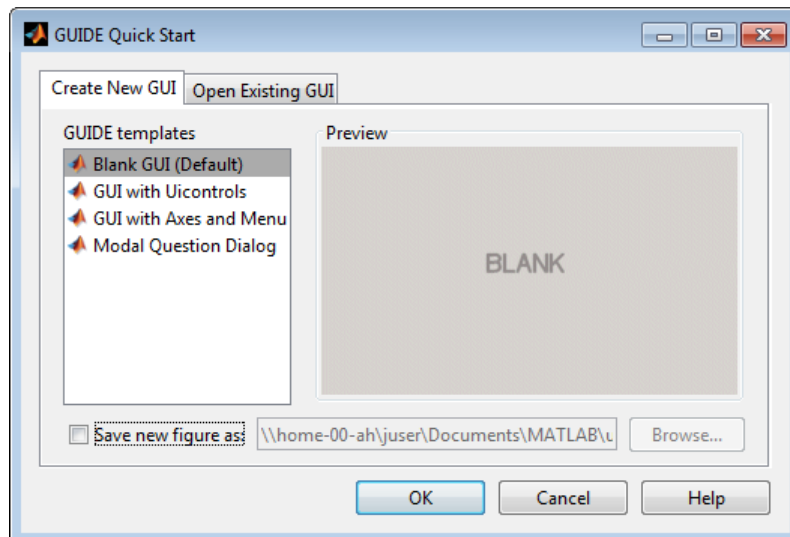 GUIDE Quick Start
Create New GUI
Open Existing GUI
GUIDE templates
Preview
Blank GUI (Default)
GUI with Uicontrols
GUI with Axes and Menu
Modal Question Dialog
BLANK
Save new figure as:
\\home-00-ah\juser\Documents\MATLAB\u
Browse...
OK
Cancel
Help